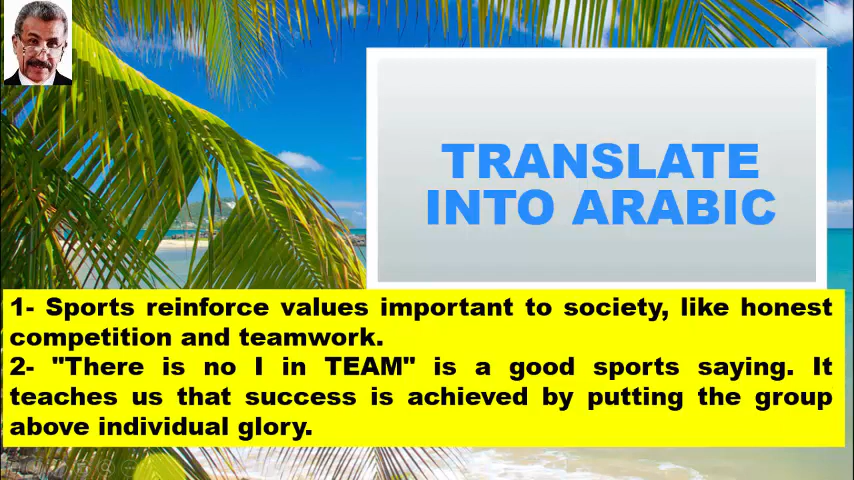 TRANSLATE
INTO ARABIC
1- Sports reinforce values important to society, like honest
competition and teamwork.
2- "There is no I in TEAM" is a good sports saying. It
teaches us that success is achieved by putting the group
above individual glory.